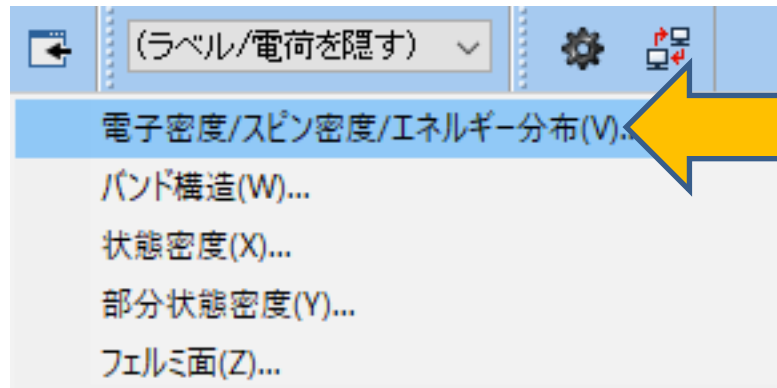 (ラベル/電荷を隠す)
電子密度/スピン密度/エネルギー分布(V)...
バンド構造(W)...
状態密度(X)...
部分状態密度(Y)...
フェルミ面(Z)...